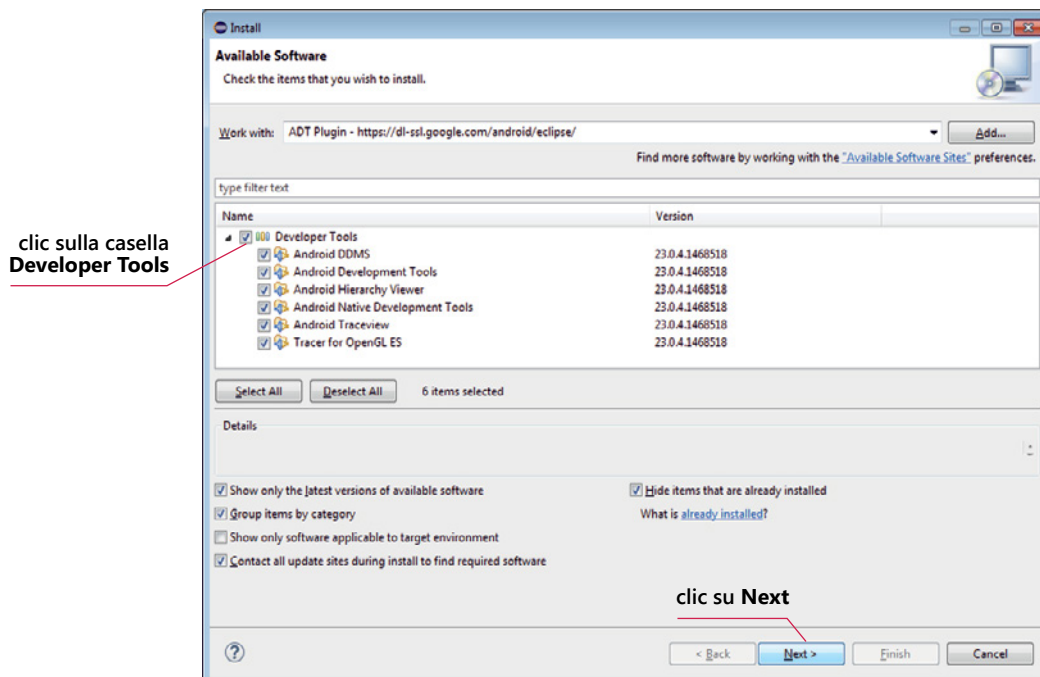 Install
Available Software
Check the items that you wish to install.
Work with: ADT Plugin - https://dl-ssl.google.com/android/eclipse/ Add...
Find more software by working with the "Available Software Sites" preferences.
type filter text
Name Version
Developer Tools
Android DDMS 23.0.4.1468518
Android Development Tools 23.0.4.1468518
Android Hierarchy Viewer 23.0.4.1468518
Android Native Development Tools 23.0.4.1468518
Android Traceview 23.0.4.1468518
Tracer for OpenGL ES 23.0.4.1468518
clic sulla casella
Developer Tools
Select All Deselect All 6 items selected
Details
Show only the latest versions of available software Hide items that are already installed
Group items by category What is already installed?
Show only software applicable to target environment
Contact all update sites during install to find required software
clic su Next
? < Back Next > Finish Cancel